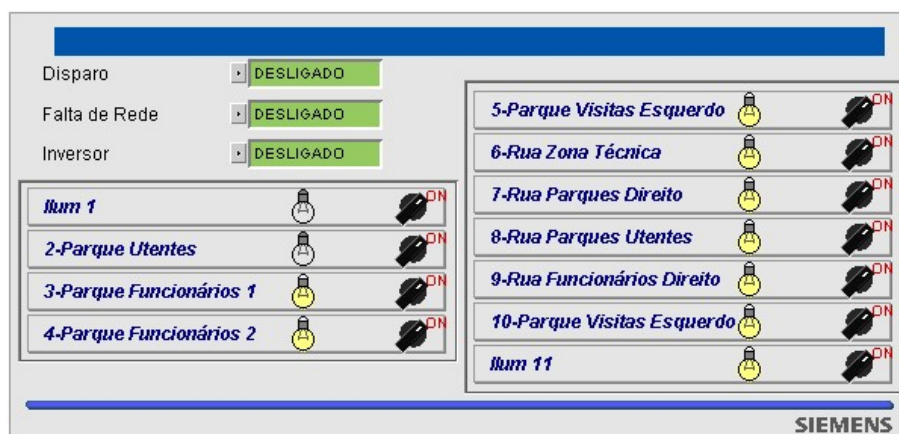 Disparo DESLIGADO
Falta de Rede DESLIGADO
Inversor DESLIGADO
Ilum 1 ON
2-Parque Utentes ON
3-Parque Funcionários 1 ON
4-Parque Funcionários 2 ON
5-Parque Visitas Esquerdo ON
6-Rua Zona Técnica ON
7-Rua Parques Direito ON
8-Rua Parques Utentes ON
9-Rua Funcionários Direito ON
10-Parque Visitas Esquerdo ON
Ilum 11 ON
SIEMENS